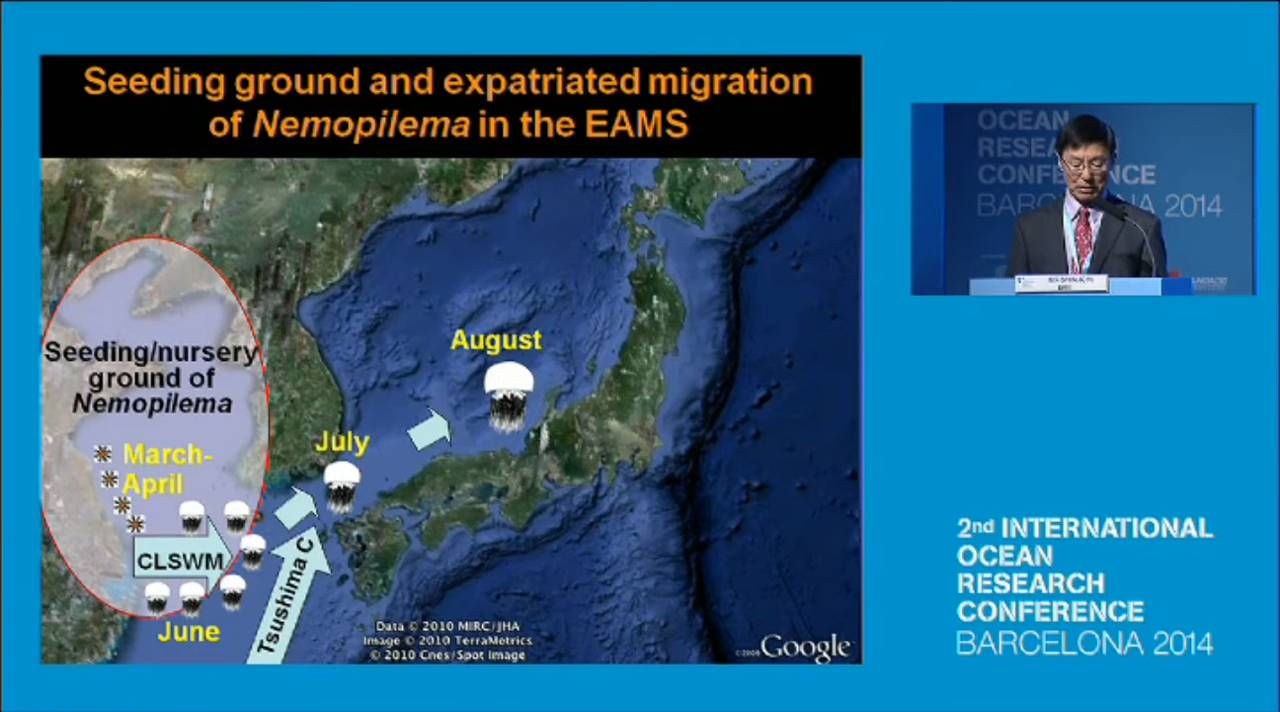 Seeding ground and expatriated migration
of Nemopilema in the EAMS
Seeding/nursery
ground of
Nemopilema
March-
April
CLSWM
June
Tsushima C
July
August
Data © 2010 MIRC/JHA
Image © 2010 TerraMetrics
© 2010 Cnes/Spot Image
Google
OCEAN
RESEA
CONFERENCE
BARCELONA 2014
2nd INTERNATIONAL
OCEAN
RESEARCH
CONFERENCE
BARCELONA 2014